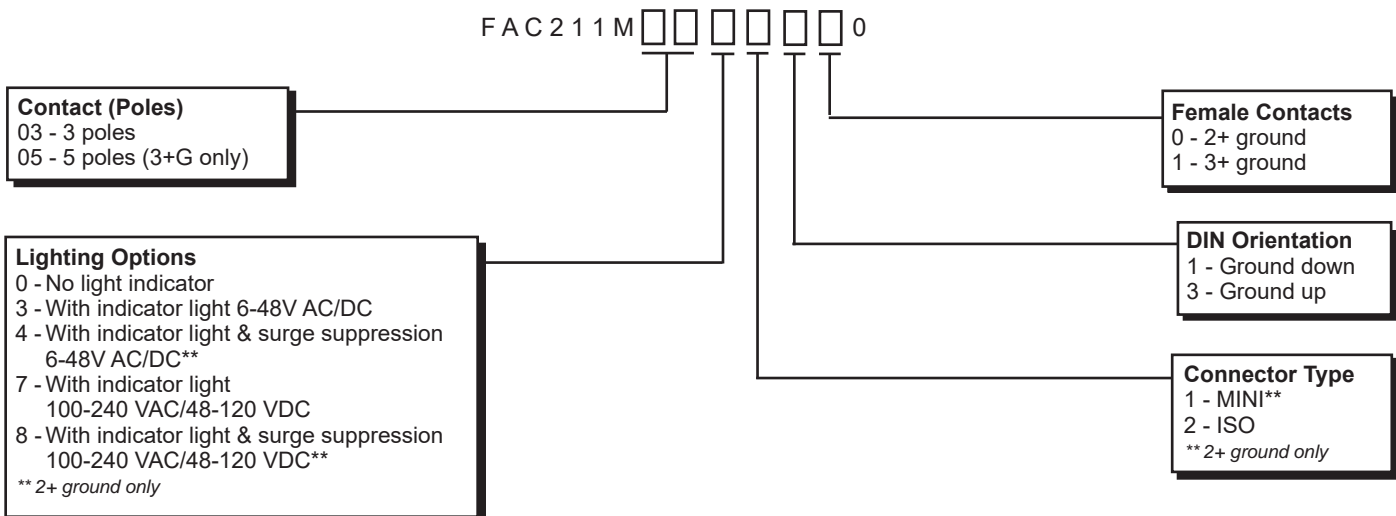 FAC211M 0
Contact (Poles)
03 - 3 poles
05 - 5 poles (3+G only)
Lighting Options
0 - No light indicator
3 - With indicator light 6-48V AC/DC
4 - With indicator light & surge suppression
6-48V AC/DC**
7 - With indicator light
100-240 VAC/48-120 VDC
8 - With indicator light & surge suppression
100-240 VAC/48-120 VDC**
** 2+ ground only
Female Contacts
0 - 2+ ground
1 - 3+ ground
DIN Orientation
1 - Ground down
3 - Ground up
Connector Type
1 - MINI**
2 - ISO
** 2+ ground only